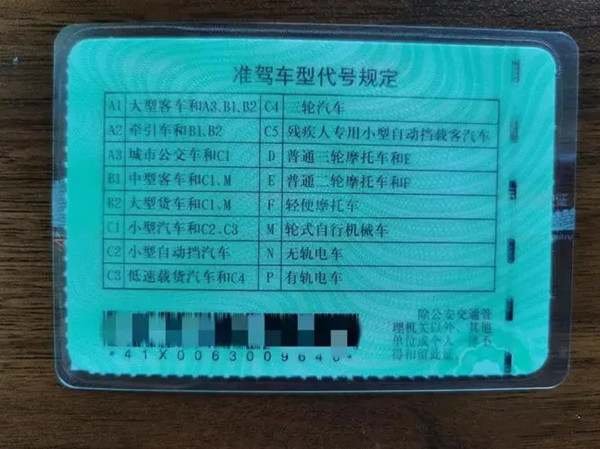 准驾车型代号规定
A1 大型客车和A3、B1、B2 C4 三轮汽车
A2 牵引车和B1、B2 C5 残疾人专用小型自动挡载客汽车
A3 城市公交车和C1 D 普通三轮摩托车和E
B1 中型客车和C1、M E 普通二轮摩托车和F
B2 大型货车和C1、M F 轻便摩托车
C1 小型汽车和C2、C3 M 轮式自行机械车
C2 小型自动挡汽车 N 无轨电车
C3 低速载货汽车和C4 P 有轨电车
除公安交通管
理机关以外，其他
单位或个人 不
得扣留此证。
*41X0063009640*